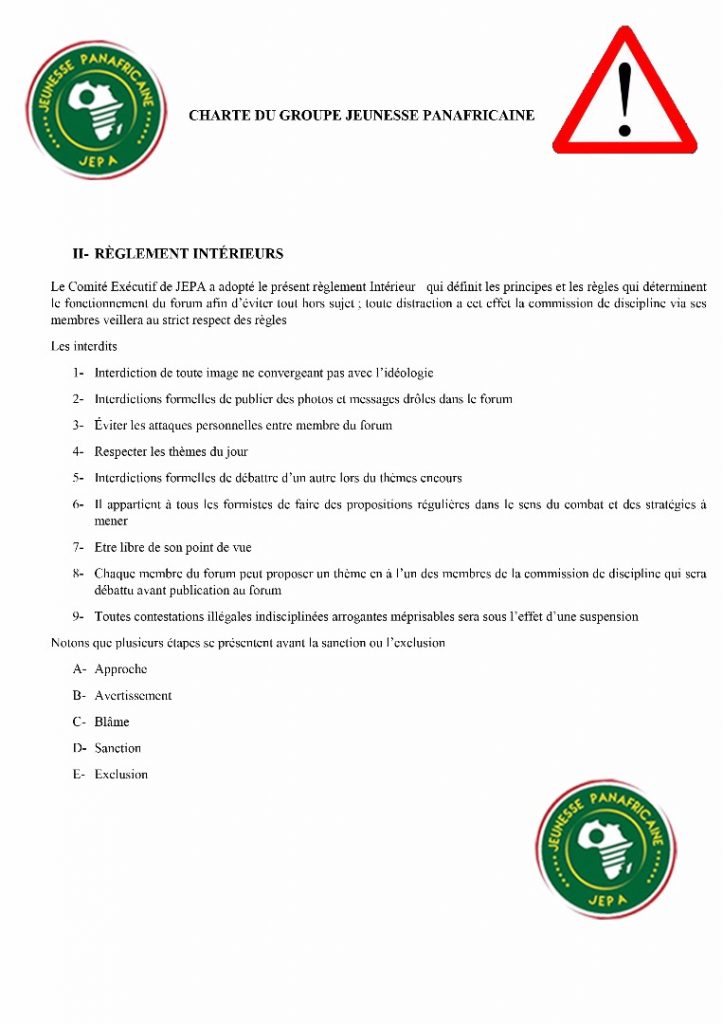 JEUNESSE PANAFRICAINE
JEPA
CHARTE DU GROUPE JEUNESSE PANAFRICAINE
!
II- RÈGLEMENT INTÉRIEURS
Le Comité Exécutif de JEPA a adopté le présent règlement Intérieur qui définit les principes et les règles qui déterminent
le fonctionnement du forum afin d'éviter tout hors sujet ; toute distraction a cet effet la commission de discipline via ses
membres veillera au strict respect des règles
Les interdits
1- Interdiction de toute image ne convergeant pas avec l'idéologie
2- Interdictions formelles de publier des photos et messages drôles dans le forum
3- Éviter les attaques personnelles entre membre du forum
4- Respecter les thèmes du jour
5- Interdictions formelles de débattre d'un autre lors du thèmes encours
6- Il appartient à tous les formistes de faire des propositions régulières dans le sens du combat et des stratégies à
mener
7- Etre libre de son point de vue
8- Chaque membre du forum peut proposer un thème en à l'un des membres de la commission de discipline qui sera
débattu avant publication au forum
9- Toutes contestations illégales indisciplinées arrogantes méprisables sera sous l'effet d'une suspension
Notons que plusieurs étapes se présentent avant la sanction ou l'exclusion
A- Approche
B- Avertissement
C- Blâme
D- Sanction
E- Exclusion
JEUNESSE PANAFRICAINE
JEPA